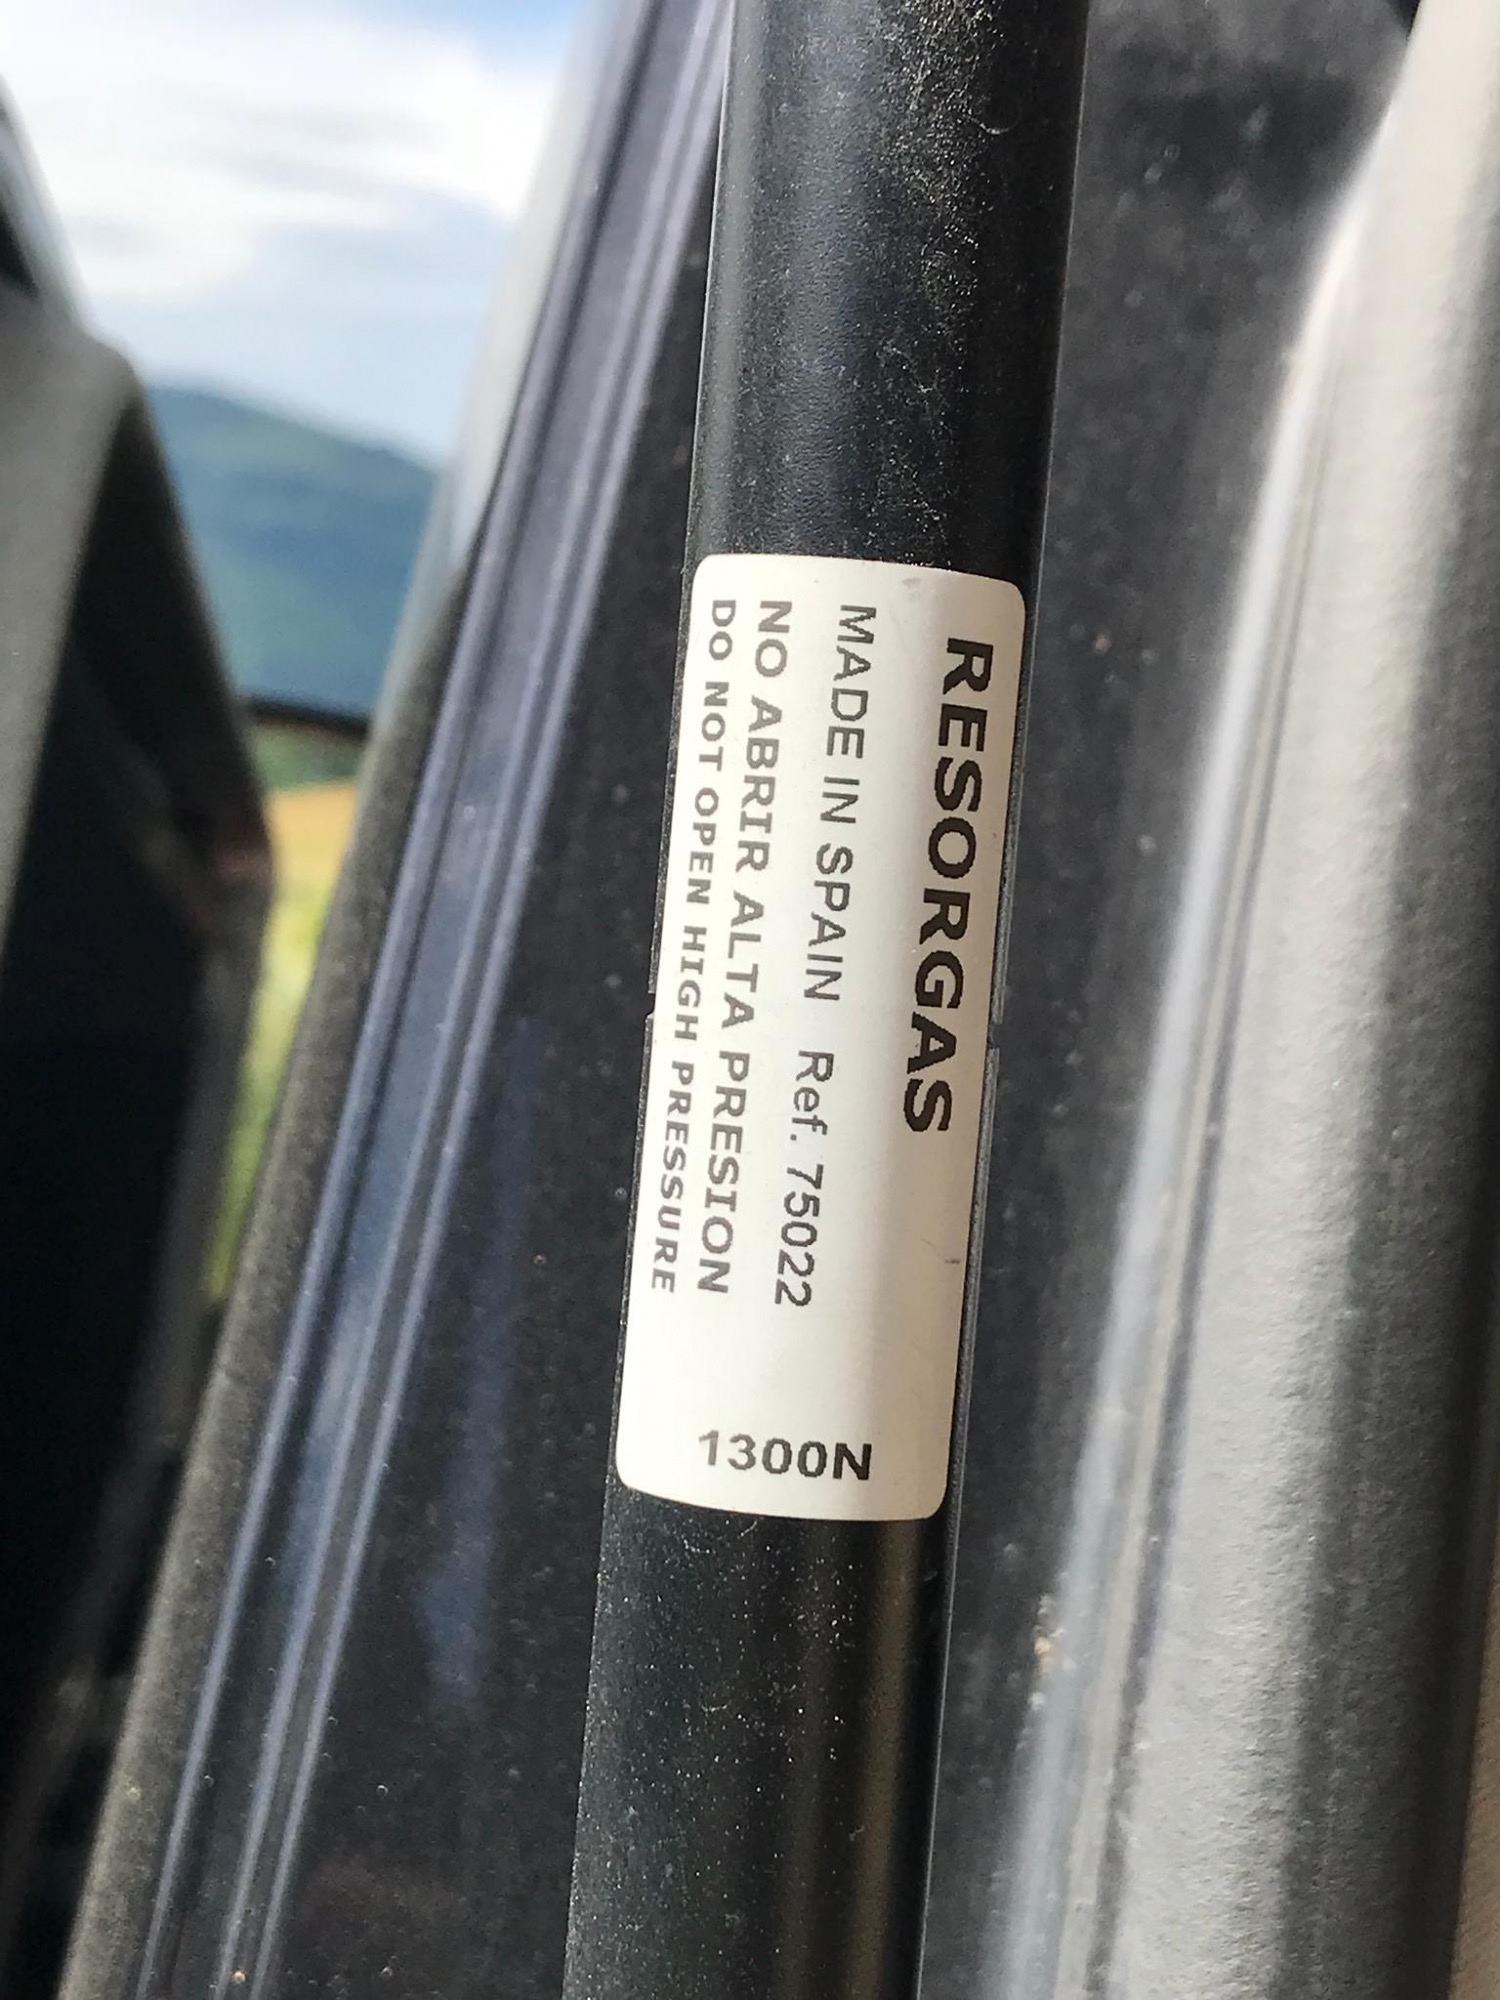 RESORGAS
MADE IN SPAIN Ref. 75022
NO ABRIR ALTA PRESION
DO NOT OPEN HIGH PRESSURE
1300N